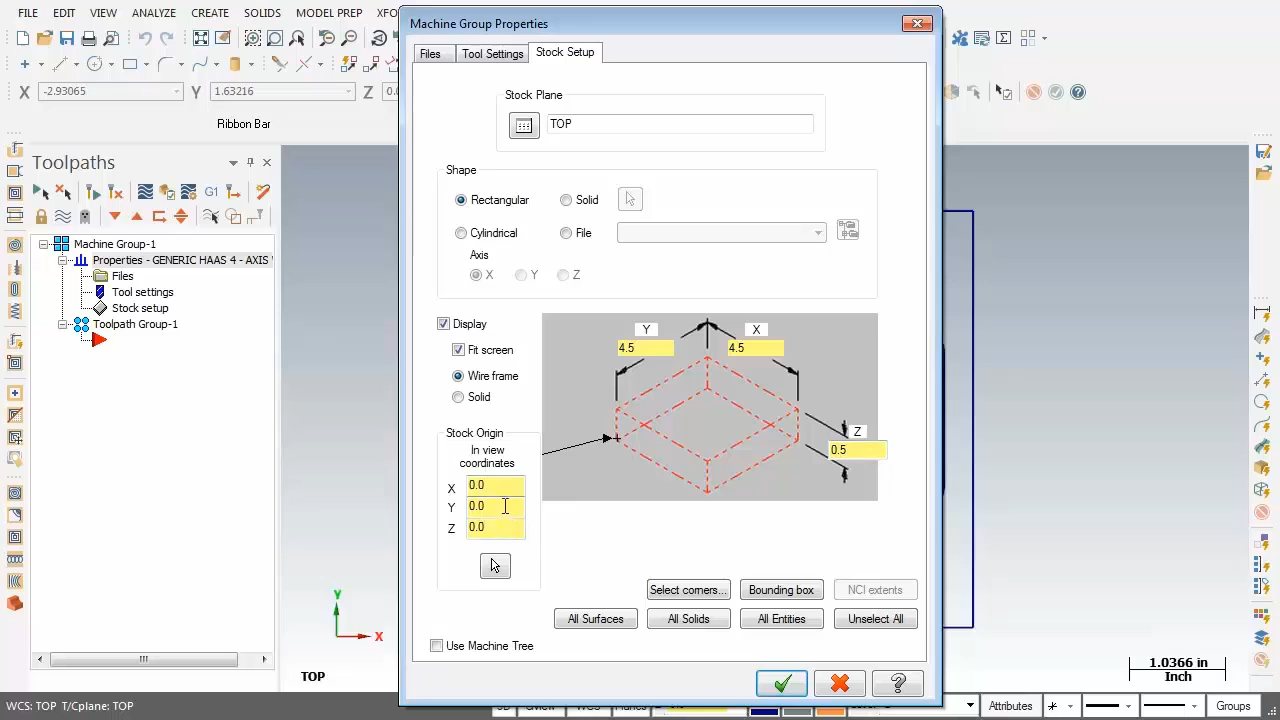 FILE EDIT VIEW ANALYZE CREATE SOLIDS MODEL PREP
X -2.93065 Y 1.63216 Z
Ribbon Bar
Toolpaths
G1
Machine Group-1
Properties - GENERIC HAAS 4 - AXIS
Files
Tool settings
Stock setup
Toolpath Group-1
Y
X
TOP
Machine Group Properties
Files Tool Settings Stock Setup
Stock Plane
TOP
Shape
Rectangular Solid
Cylindrical File
Axis
X Y Z
Display
Fit screen
Wire frame
Solid
Y X
4.5 4.5
Z
0.5
Stock Origin
In view
coordinates
X 0.0
Y 0.0
Z 0.0
Select corners... Bounding box NCI extents
All Surfaces All Solids All Entities Unselect All
Use Machine Tree
?
1.0366 in
Inch
WCS: TOP T/Cplane: TOP
Attributes Groups